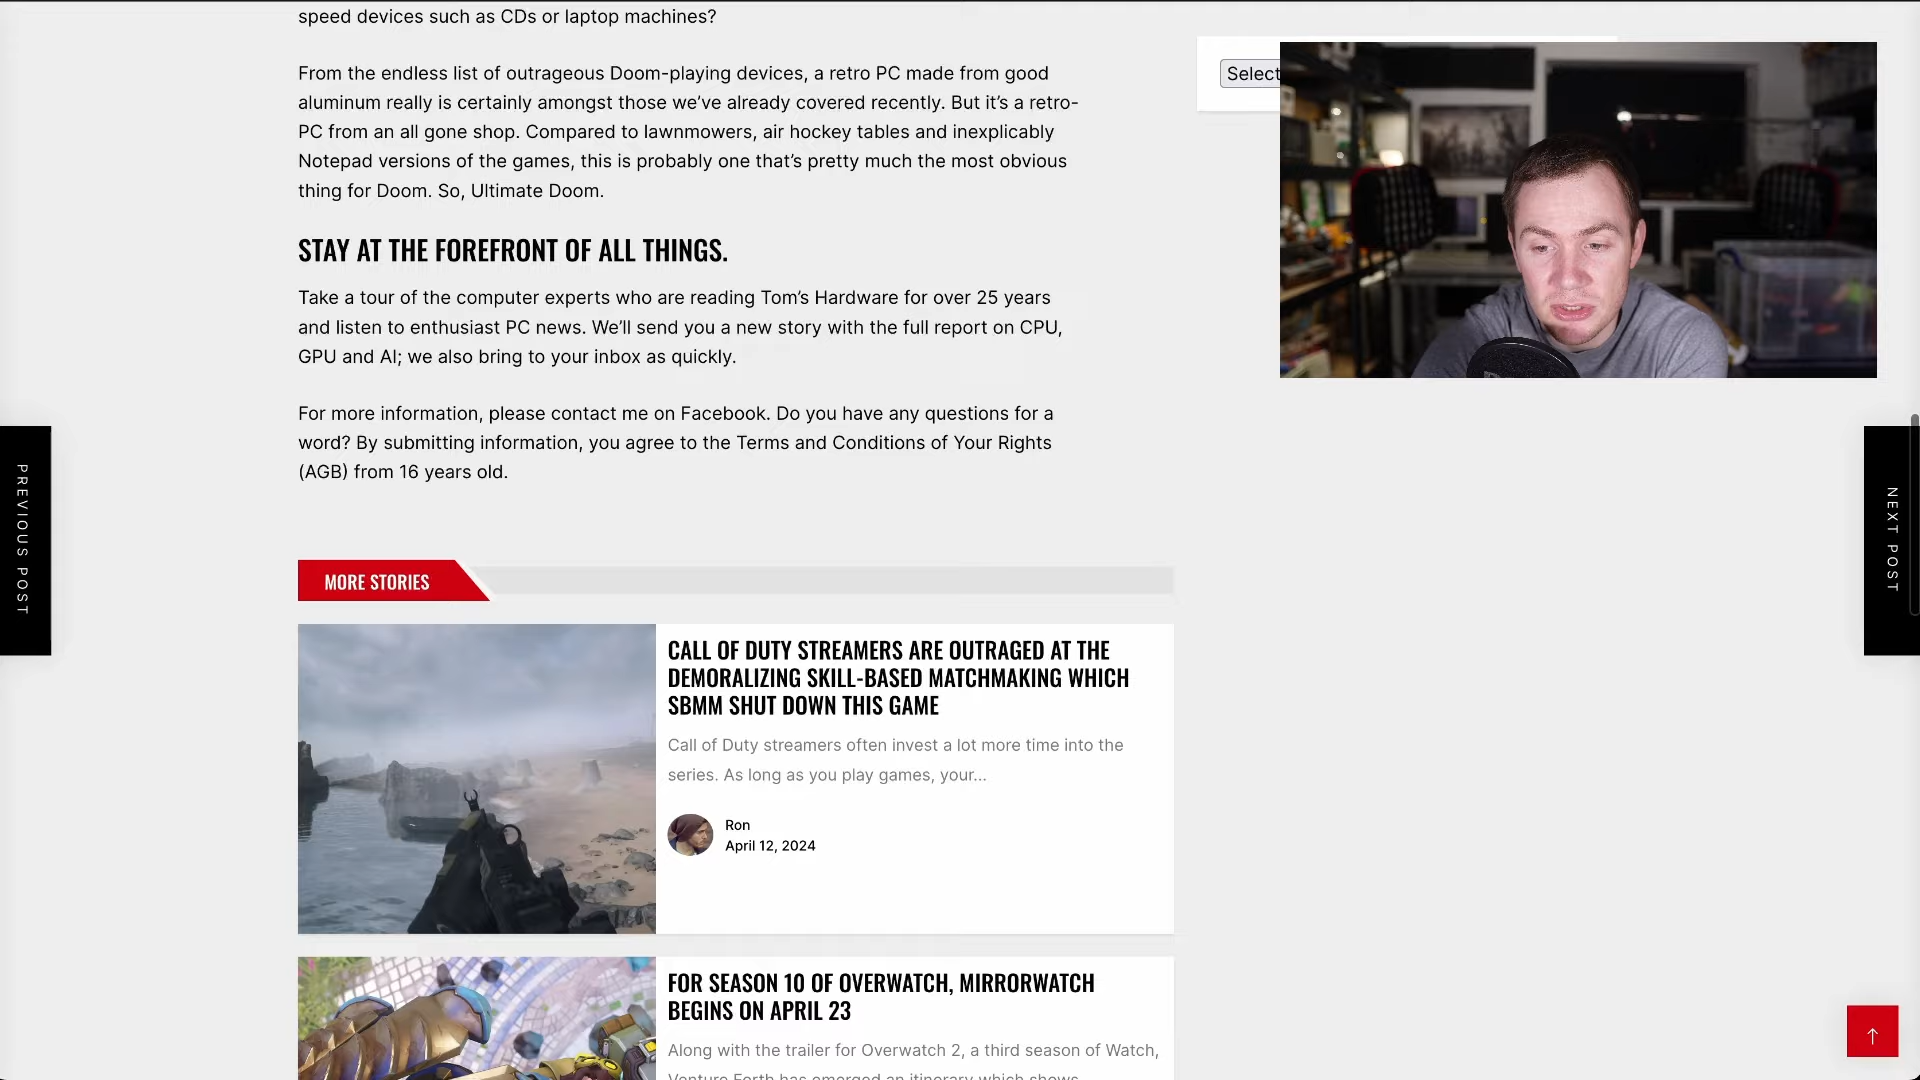 speed devices such as CDs or laptop machines?
From the endless list of outrageous Doom-playing devices, a retro PC made from good
aluminum really is certainly amongst those we’ve already covered recently. But it’s a retro-
PC from an all gone shop. Compared to lawnmowers, air hockey tables and inexplicably
Notepad versions of the games, this is probably one that’s pretty much the most obvious
thing for Doom. So, Ultimate Doom.
STAY AT THE FOREFRONT OF ALL THINGS.
Take a tour of the computer experts who are reading Tom’s Hardware for over 25 years
and listen to enthusiast PC news. We’ll send you a new story with the full report on CPU,
GPU and AI; we also bring to your inbox as quickly.
For more information, please contact me on Facebook. Do you have any questions for a
word? By submitting information, you agree to the Terms and Conditions of Your Rights
(AGB) from 16 years old.
Select
PREVIOUS POST
NEXT POST
MORE STORIES
CALL OF DUTY STREAMERS ARE OUTRAGED AT THE
DEMORALIZING SKILL-BASED MATCHMAKING WHICH
SBMM SHUT DOWN THIS GAME
Call of Duty streamers often invest a lot more time into the
series. As long as you play games, your...
Ron
April 12, 2024
FOR SEASON 10 OF OVERWATCH, MIRRORWATCH
BEGINS ON APRIL 23
Along with the trailer for Overwatch 2, a third season of Watch,
Venture Forth has emerged an itinerary which shows